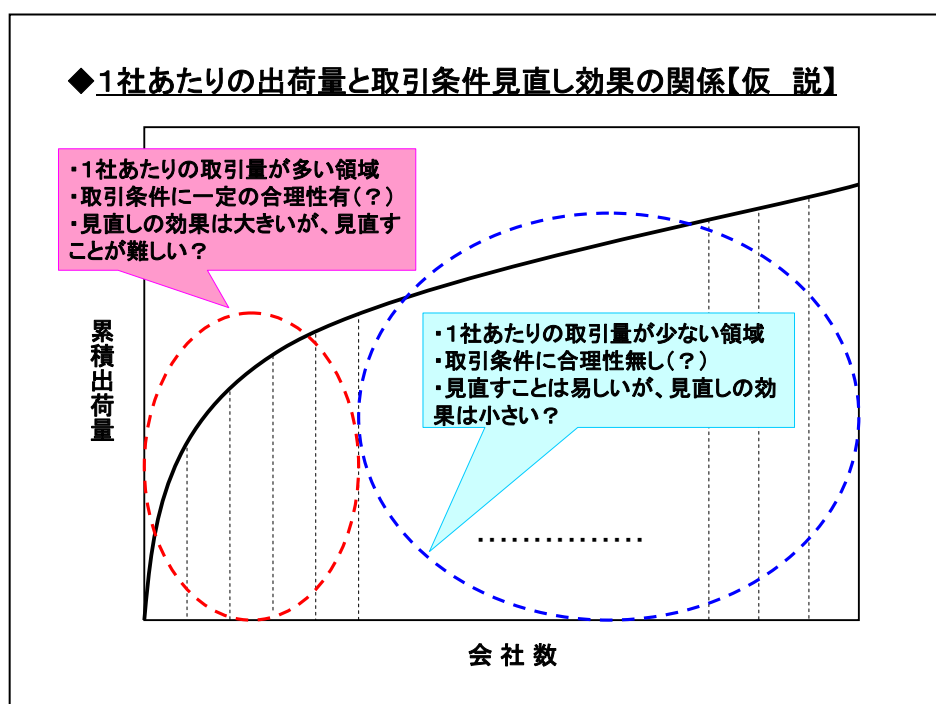 ◆１社あたりの出荷量と取引条件見直し効果の関係【仮　説】
・１社あたりの取引量が多い領域
・取引条件に一定の合理性有（？）
・見直しの効果は大きいが、見直す
ことが難しい？
累積出荷量
・１社あたりの取引量が少ない領域
・取引条件に合理性無し（？）
・見直すことは易しいが、見直しの効
果は小さい？
・・・・・・・・・・・・・・・
会 社 数